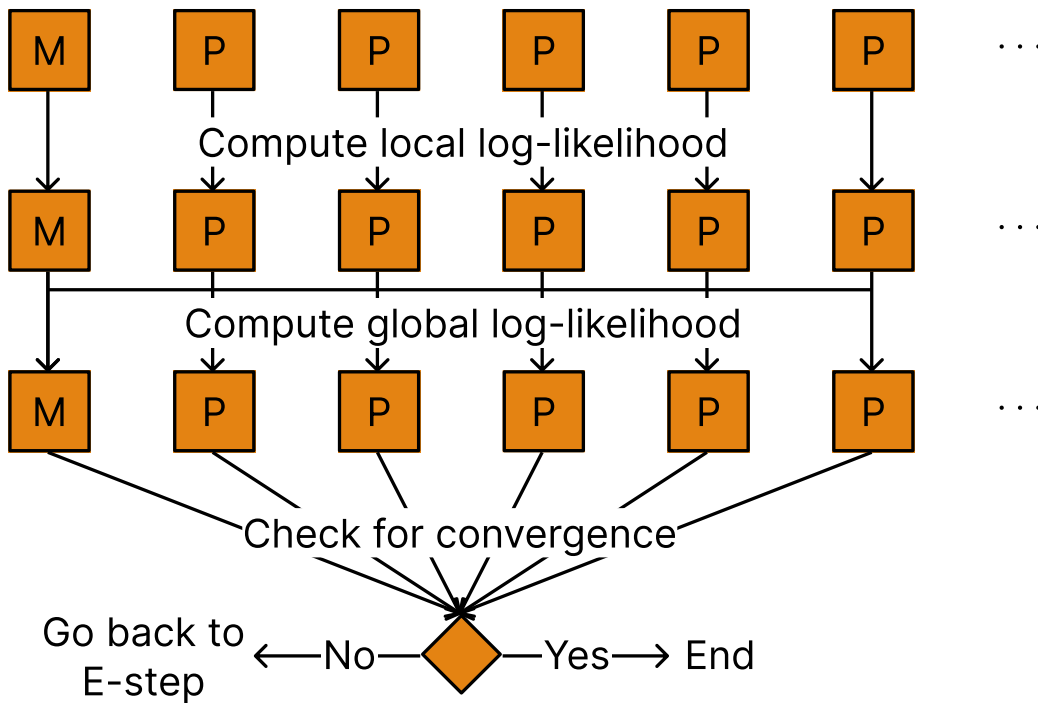 M P P P P P . . .
Compute local log-likelihood
M P P P P P . . .
Compute global log-likelihood
M P P P P P . . .
Check for convergence
Go back to
E-step
No
Yes
End